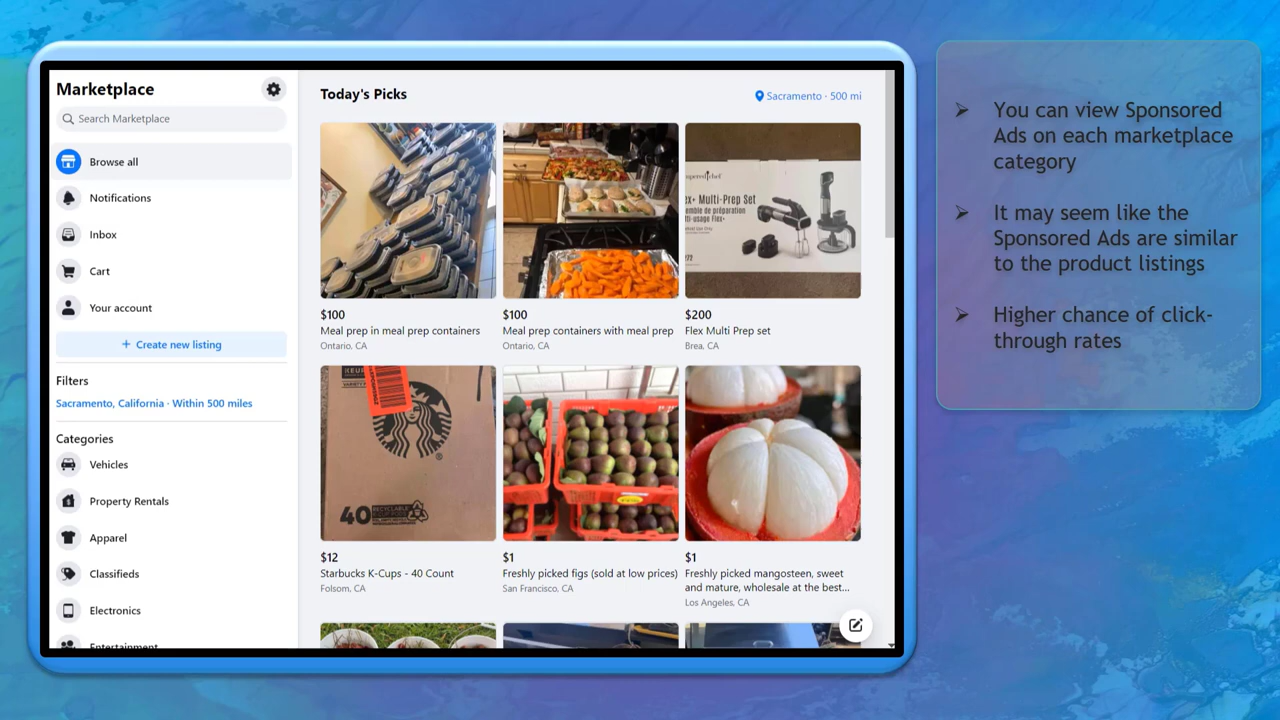 Marketplace
Search Marketplace
Browse all
Notifications
Inbox
Cart
Your account
+ Create new listing
Filters
Sacramento, California · Within 500 miles
Categories
Vehicles
Property Rentals
Apparel
Classifieds
Electronics
Entertainment
Today's Picks
Sacramento · 500 mi
ex+ Multi-Prep Set
$100
Meal prep in meal prep containers
Ontario, CA
$100
Meal prep containers with meal prep
Ontario, CA
$200
Flex Multi Prep set
Brea, CA
40
$12
Starbucks K-Cups - 40 Count
Folsom, CA
$1
Freshly picked figs (sold at low prices)
San Francisco, CA
$1
Freshly picked mangosteen, sweet
and mature, wholesale at the best...
Los Angeles, CA
➢ You can view Sponsored
Ads on each marketplace
category
➢ It may seem like the
Sponsored Ads are similar
to the product listings
➢ Higher chance of click-
through rates